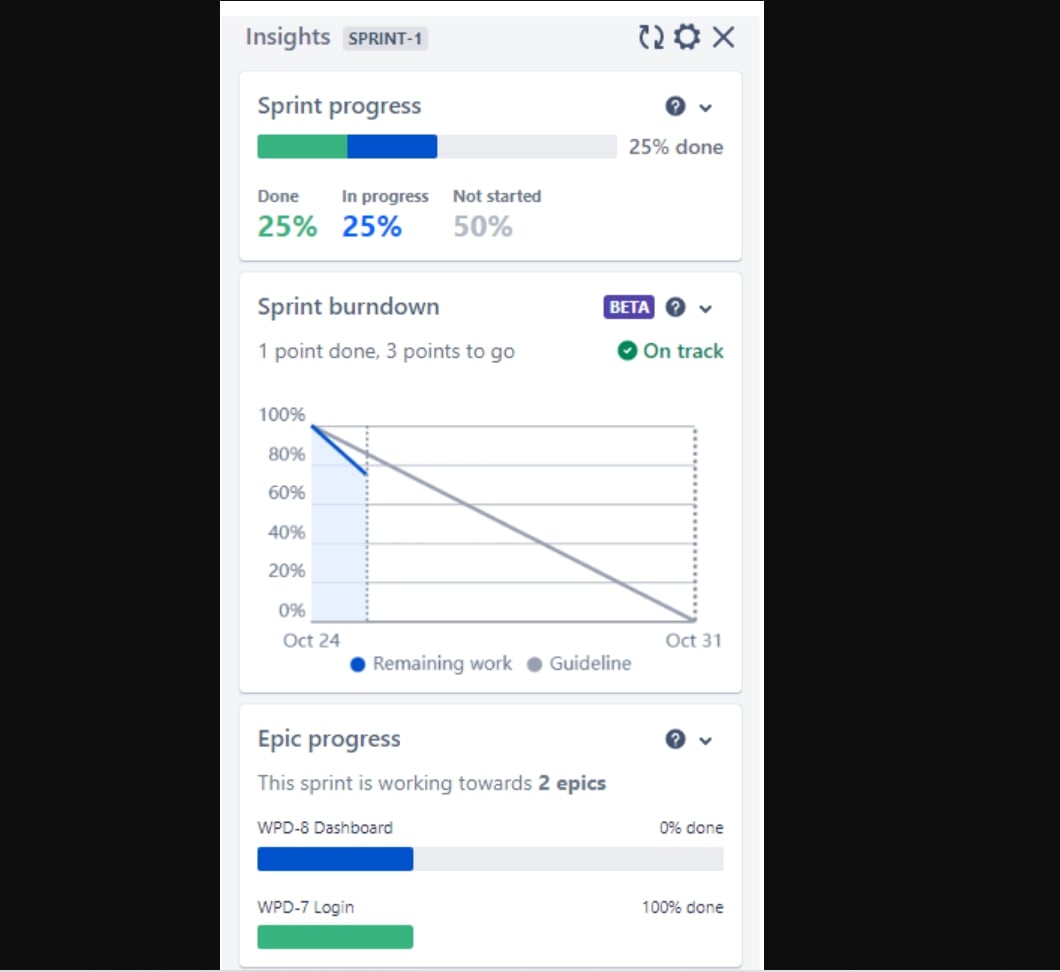 Insights SPRINT-1
Sprint progress
25% done
Done In progress Not started
25% 25% 50%
Sprint burndown BETA
1 point done, 3 points to go On track
100%
80%
60%
40%
20%
0%
Oct 24 Oct 31
Remaining work Guideline
Epic progress
This sprint is working towards 2 epics
WPD-8 Dashboard 0% done
WPD-7 Login 100% done